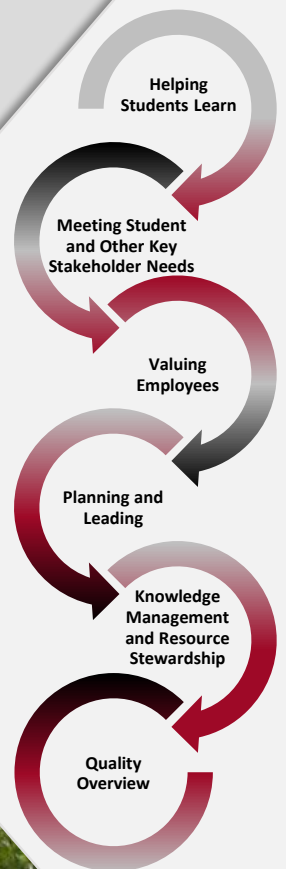 Helping
Students Learn
Meeting Student
and Other Key
Stakeholder Needs
Valuing
Employees
Planning and
Leading
Knowledge
Management
and Resource
Stewardship
Quality
Overview